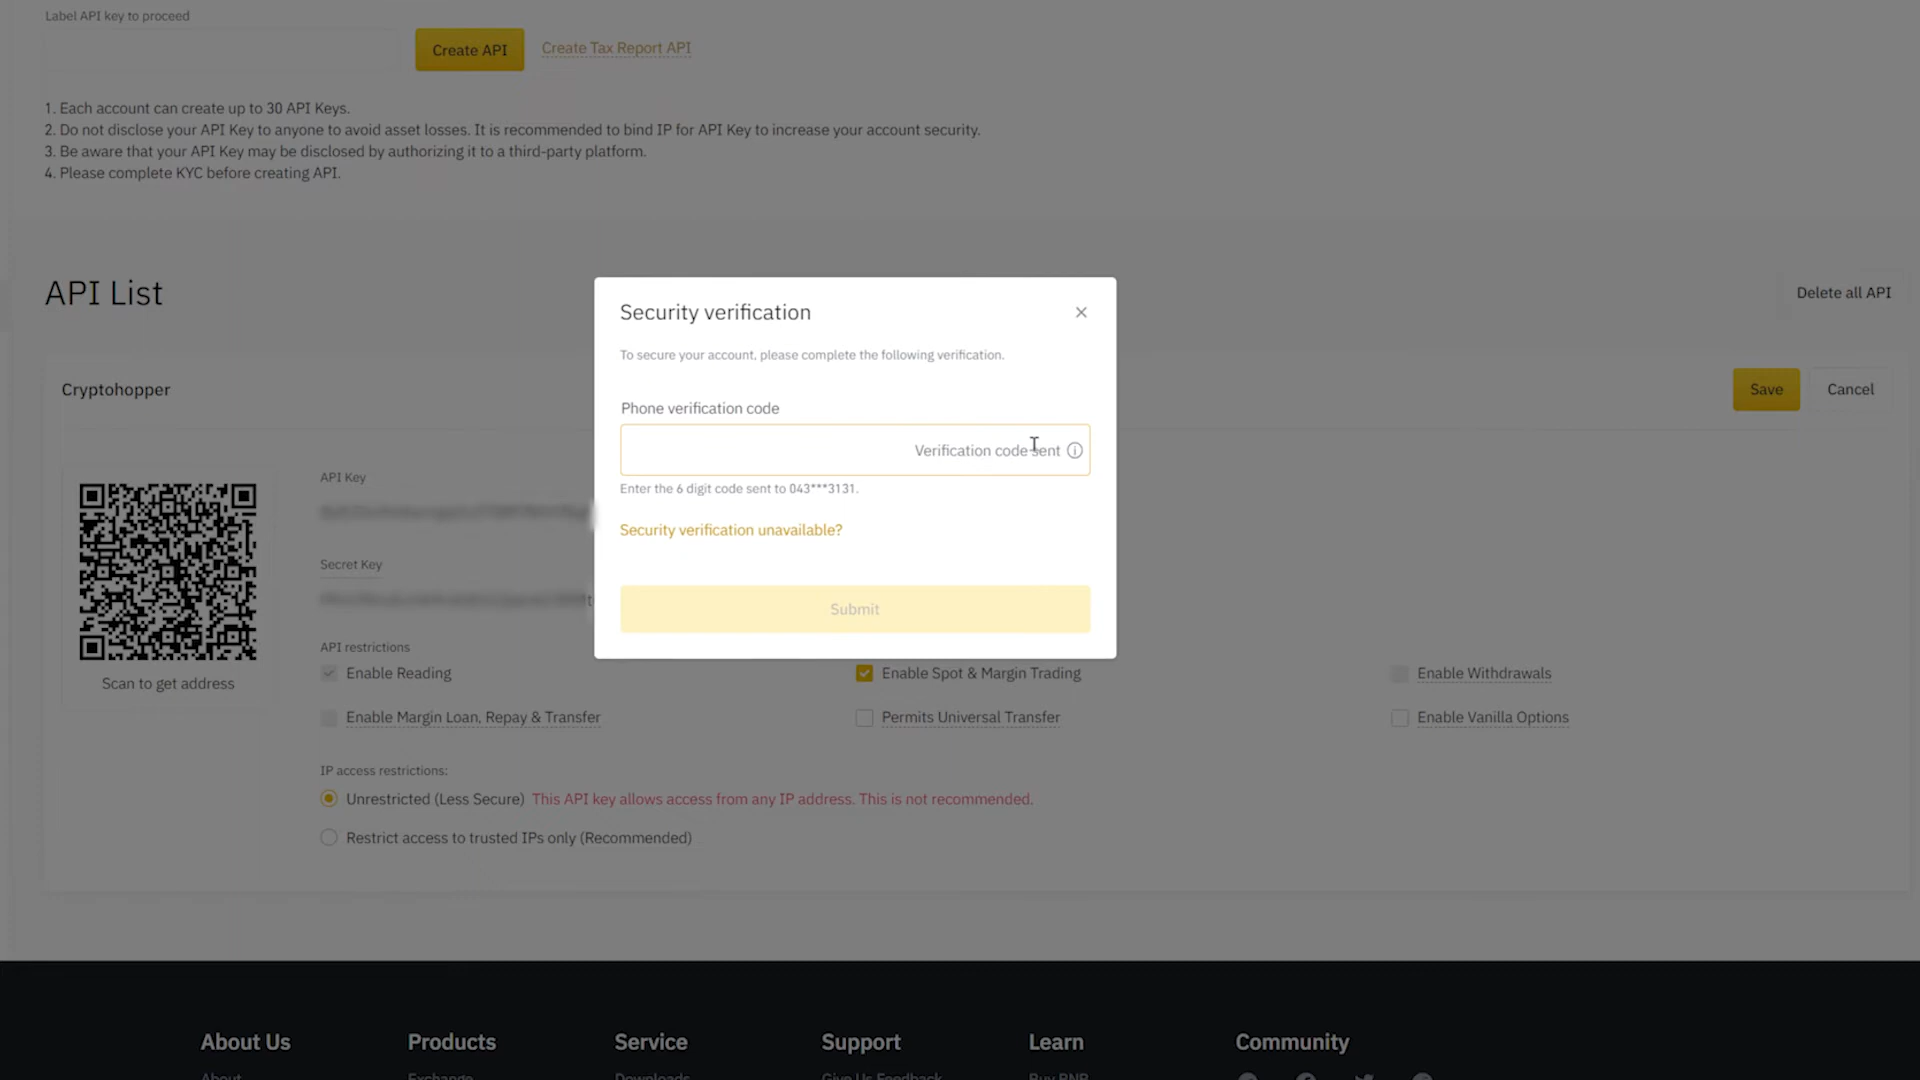 Label API key to proceed
Create API
Create Tax Report API
1. Each account can create up to 30 API Keys.
2. Do not disclose your API Key to anyone to avoid asset losses. It is recommended to bind IP for API Key to increase your account security.
3. Be aware that your API Key may be disclosed by authorizing it to a third-party platform.
4. Please complete KYC before creating API.
API List
Delete all API
Cryptohopper
Save
Cancel
Security verification
To secure your account, please complete the following verification.
Phone verification code
Verification code sent
Enter the 6 digit code sent to 043***3131.
Security verification unavailable?
Submit
API Key
Secret Key
Scan to get address
API restrictions
Enable Reading
Enable Spot & Margin Trading
Enable Withdrawals
Enable Margin Loan, Repay & Transfer
Permits Universal Transfer
Enable Vanilla Options
IP access restrictions:
Unrestricted (Less Secure) This API key allows access from any IP address. This is not recommended.
Restrict access to trusted IPs only (Recommended)
About Us
Products
Service
Support
Learn
Community
About
Exchange
Downloads
Give Us Feedback
Buy BNB